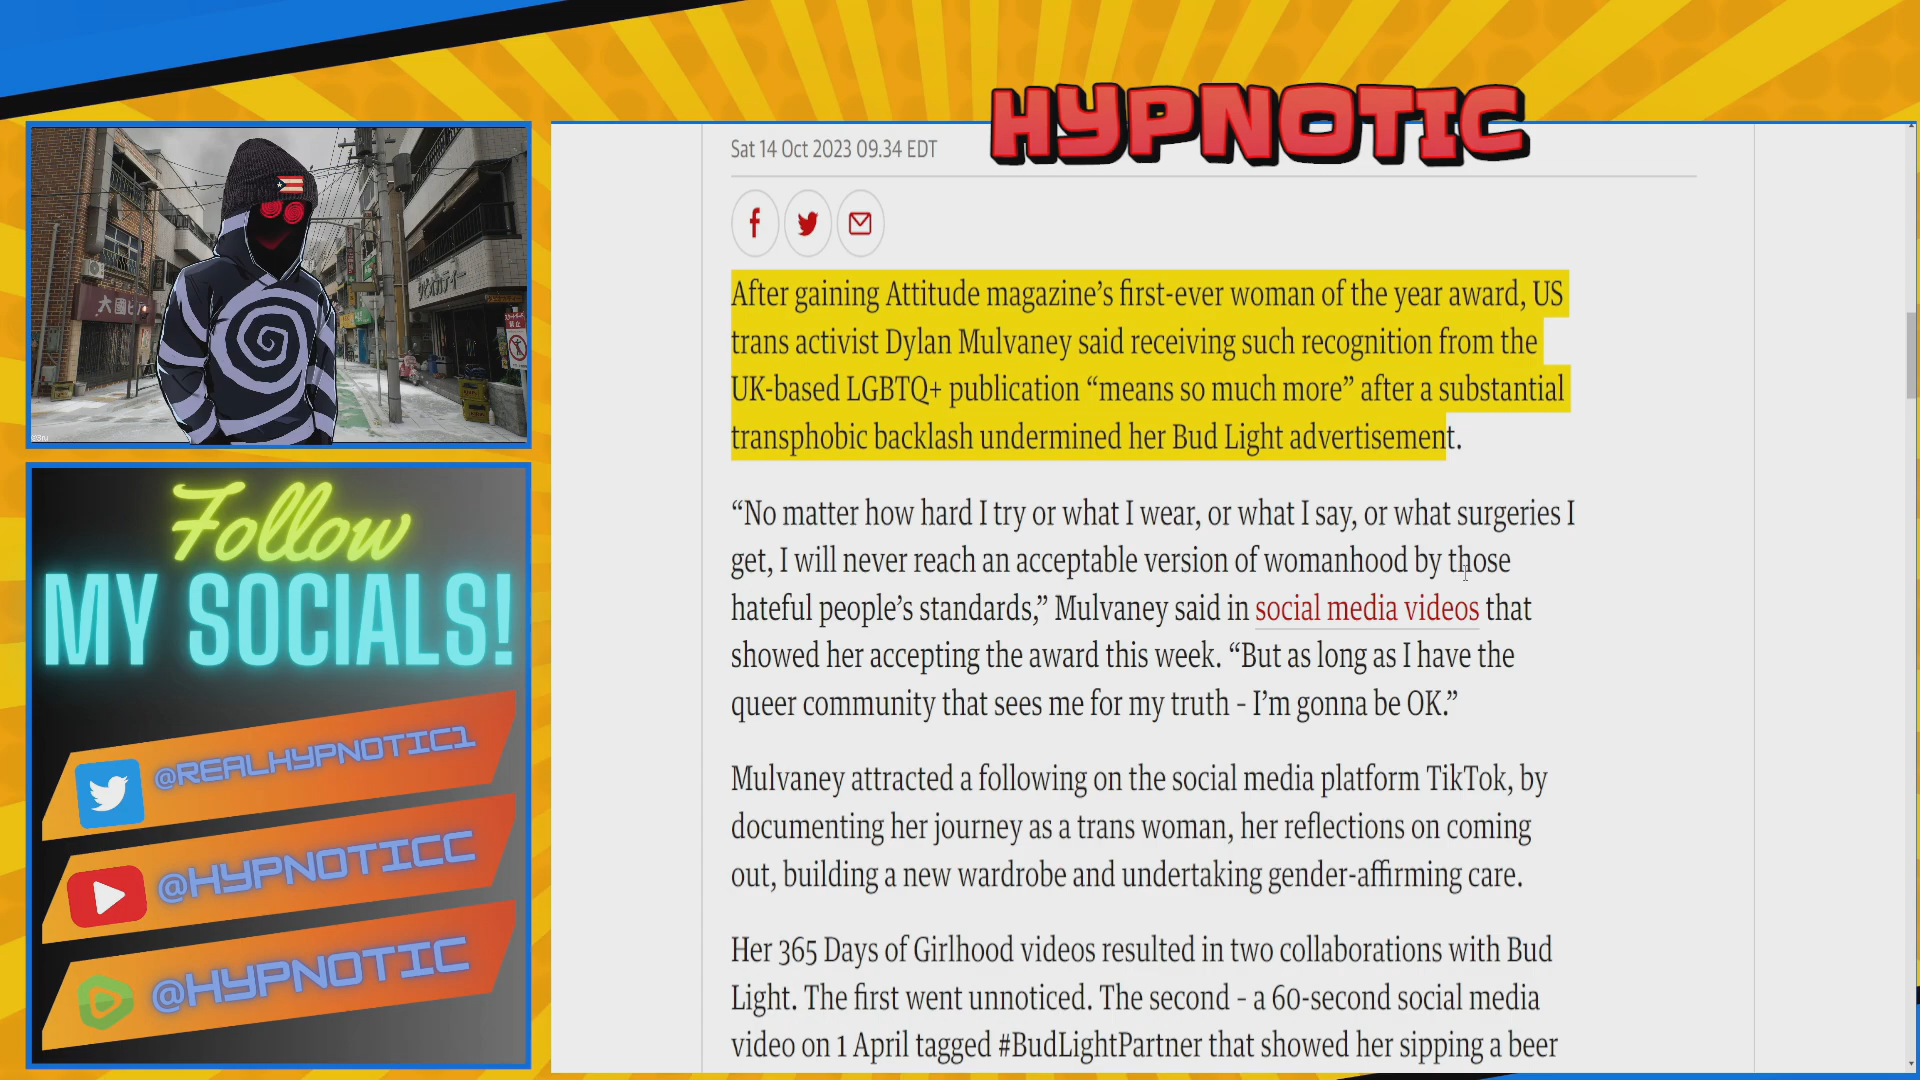 HYPNOTIC
Sat 14 Oct 2023 09.34 EDT
After gaining Attitude magazine’s first-ever woman of the year award, US
trans activist Dylan Mulvaney said receiving such recognition from the
UK-based LGBTQ+ publication “means so much more” after a substantial
transphobic backlash undermined her Bud Light advertisement.
“No matter how hard I try or what I wear, or what I say, or what surgeries I
get, I will never reach an acceptable version of womanhood by those
hateful people’s standards,” Mulvaney said in social media videos that
showed her accepting the award this week. “But as long as I have the
queer community that sees me for my truth – I’m gonna be OK.”
Mulvaney attracted a following on the social media platform TikTok, by
documenting her journey as a trans woman, her reflections on coming
out, building a new wardrobe and undertaking gender-affirming care.
Her 365 Days of Girlhood videos resulted in two collaborations with Bud
Light. The first went unnoticed. The second – a 60-second social media
video on 1 April tagged #BudLightPartner that showed her sipping a beer
Follow
MY SOCIALS!
@REALHYPNOTIC1
@HYPNOTICC
@HYPNOTIC